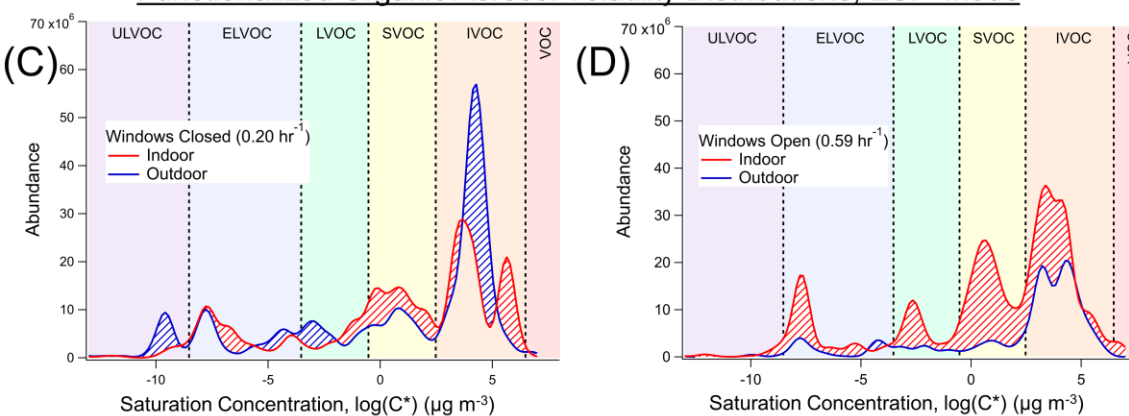 (C)
70 x10⁶
60
50
40
30
20
10
0
Abundance
ULVOC
ELVOC
LVOC
SVOC
IVOC
VOC
Windows Closed (0.20 hr⁻¹)
Indoor
Outdoor
-10
-5
0
5
Saturation Concentration, log(C*) (µg m⁻³)
(D)
70 x10⁶
60
50
40
30
20
10
0
Abundance
ULVOC
ELVOC
LVOC
SVOC
IVOC
Windows Open (0.59 hr⁻¹)
Indoor
Outdoor
-10
-5
0
5
Saturation Concentration, log(C*) (µg m⁻³)